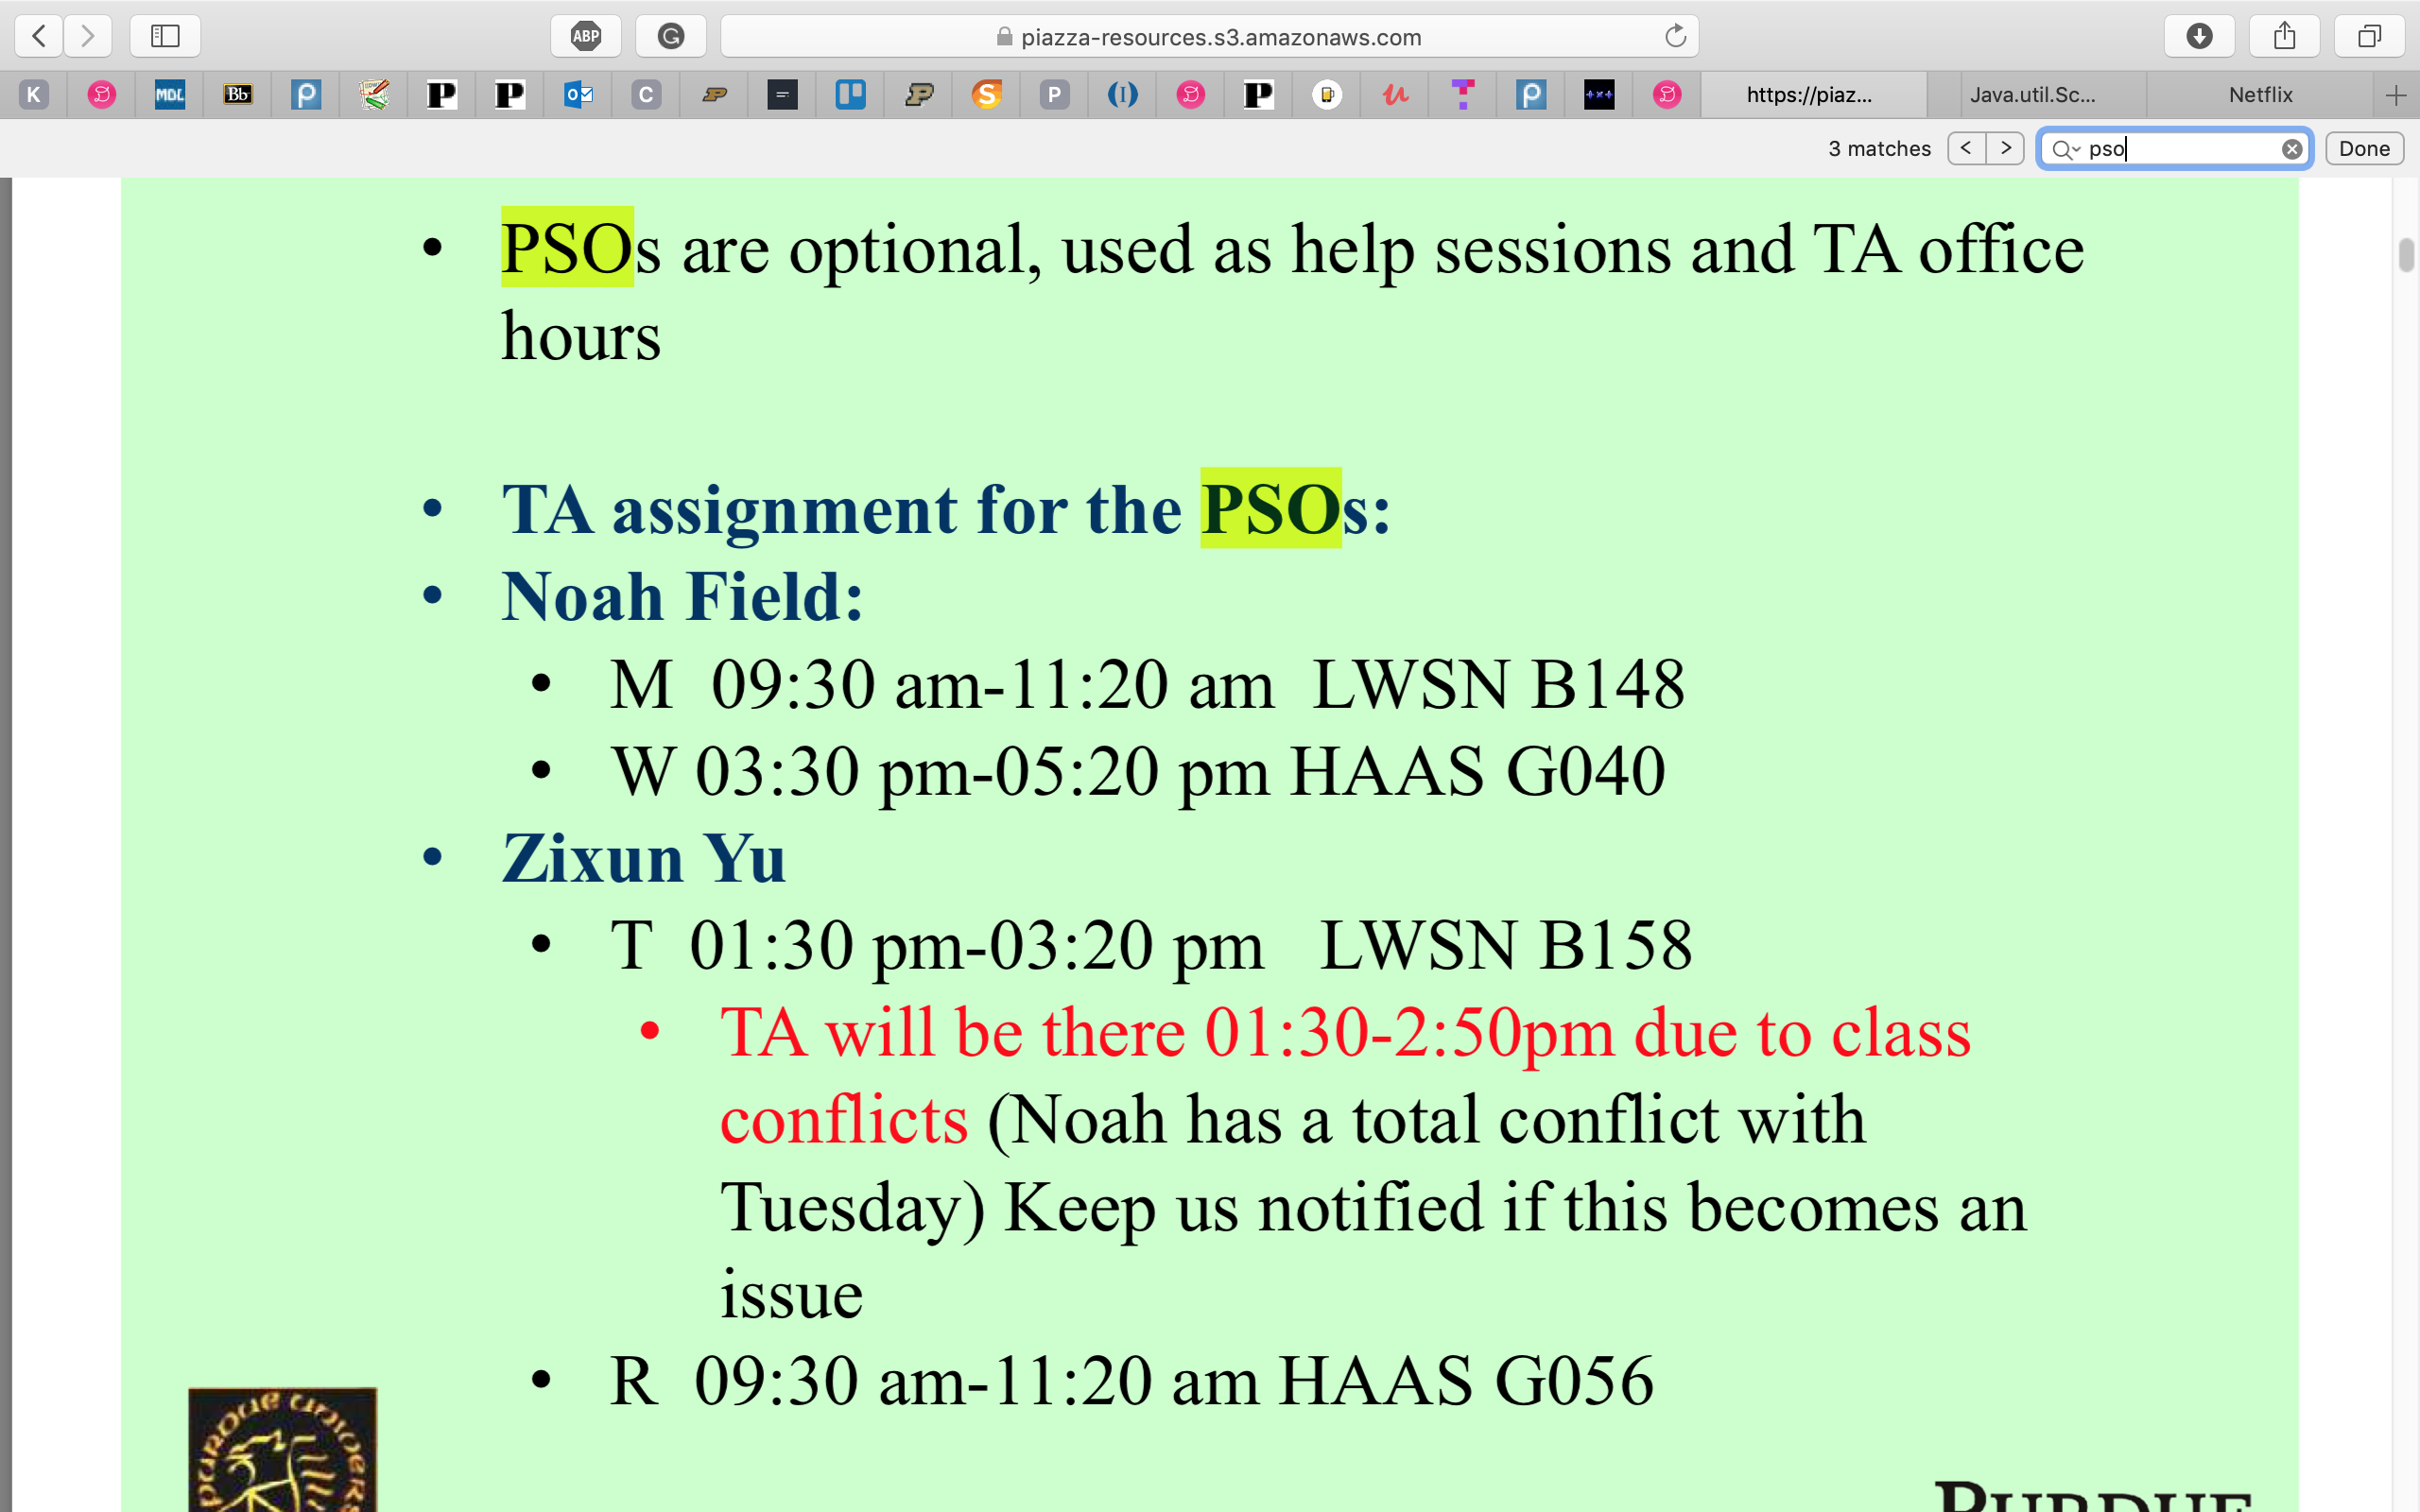 ABP
piazza-resources.s3.amazonaws.com
K MDL Bb P P C P P https://piaz... Java.util.Sc... Netflix
3 matches pso Done
• PSOs are optional, used as help sessions and TA office
hours
• TA assignment for the PSOs:
• Noah Field:
• M 09:30 am-11:20 am LWSN B148
• W 03:30 pm-05:20 pm HAAS G040
• Zixun Yu
• T 01:30 pm-03:20 pm LWSN B158
• TA will be there 01:30-2:50pm due to class
conflicts (Noah has a total conflict with
Tuesday) Keep us notified if this becomes an
issue
• R 09:30 am-11:20 am HAAS G056
PURDUE